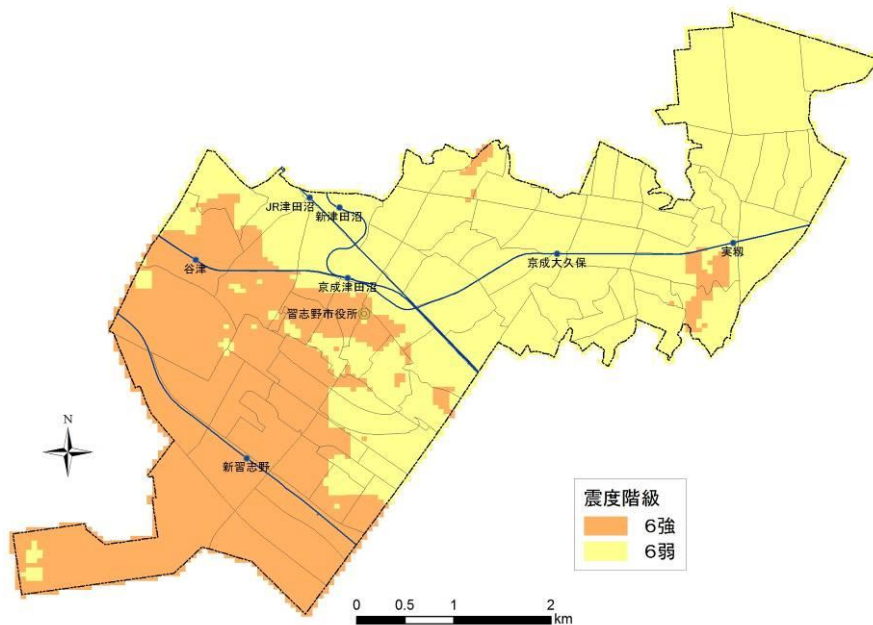 JR津田沼
新津田沼
谷津
京成津田沼
京成大久保
実籾
習志野市役所
N
新習志野
震度階級
6強
6弱
0 0.5 1 2
km